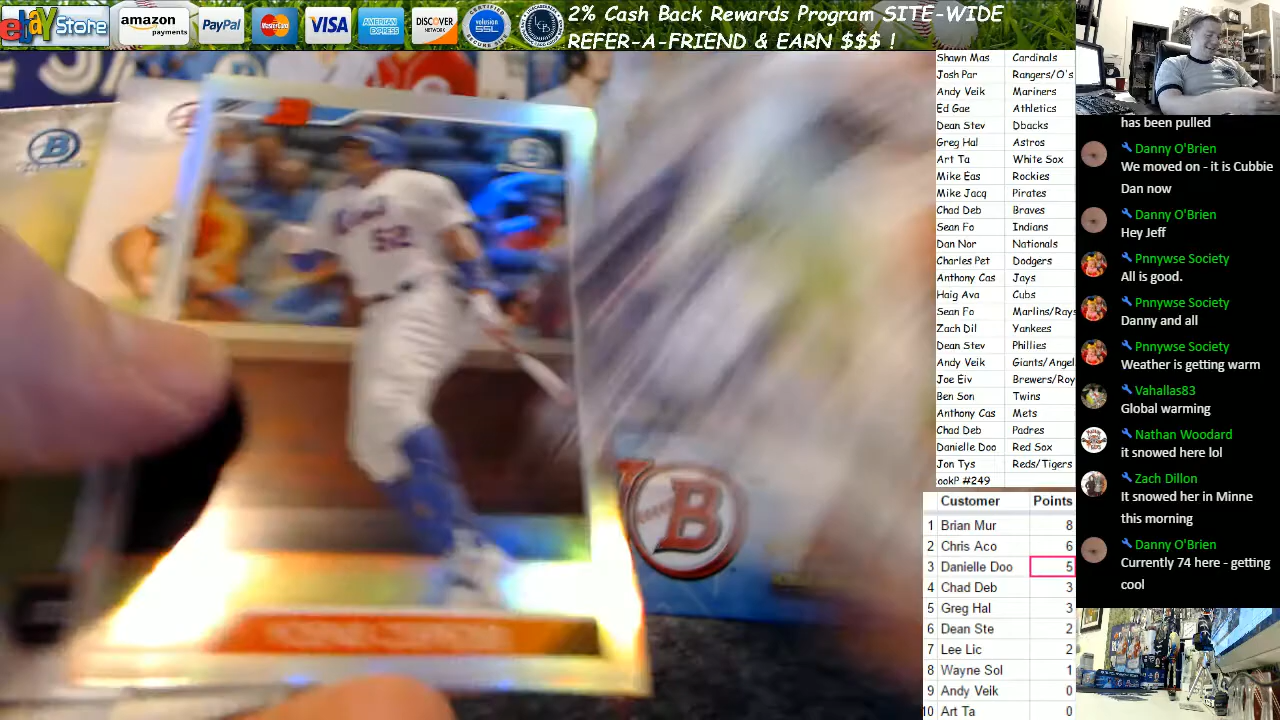 ebay Store
amazon
payments
PayPal
MasterCard
VISA
AMERICAN
EXPRESS
DISCOVER
NETWORK
volusion
SSL
2% Cash Back Rewards Program SITE-WIDE
REFER-A-FRIEND & EARN $$$ !
Shawn Mas Cardinals
Josh Par Rangers/O's
Andy Veik Mariners
Ed Gae Athletics
Dean Stev Dbacks
Greg Hal Astros
Art Ta White Sox
Mike Eas Rockies
Mike Jacq Pirates
Chad Deb Braves
Sean Fo Indians
Dan Nor Nationals
Charles Pet Dodgers
Anthony Cas Jays
Haig Ava Cubs
Sean Fo Marlins/Rays
Zach Dil Yankees
Dean Stev Phillies
Andy Veik Giants/Angel
Joe Eiv Brewers/Roy
Ben Son Twins
Anthony Cas Mets
Chad Deb Padres
Danielle Doo Red Sox
Jon Tys Reds/Tigers
ookP #249
Customer Points
1 Brian Mur 8
2 Chris Aco 6
3 Danielle Doo 5
4 Chad Deb 3
5 Greg Hal 3
6 Dean Ste 2
7 Lee Lic 2
8 Wayne Sol 1
9 Andy Veik 0
10 Art Ta 0
has been pulled
Danny O'Brien
We moved on - it is Cubbie
Dan now
Danny O'Brien
Hey Jeff
Pnnywse Society
All is good.
Pnnywse Society
Danny and all
Pnnywse Society
Weather is getting warm
Vahallas83
Global warming
Nathan Woodard
it snowed here lol
Zach Dillon
It snowed her in Minne
this morning
Danny O'Brien
Currently 74 here - getting
cool
B
52
B